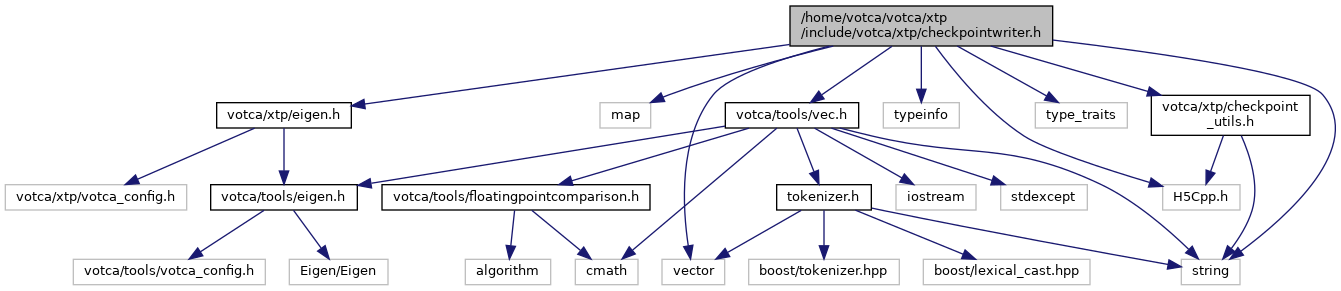 /home/votca/votca/xtp
/include/votca/xtp/checkpointwriter.h
votca/xtp/eigen.h
map
votca/tools/vec.h
typeinfo
type_traits
votca/xtp/checkpoint
_utils.h
votca/xtp/votca_config.h
votca/tools/eigen.h
votca/tools/floatingpointcomparison.h
tokenizer.h
iostream
stdexcept
H5Cpp.h
votca/tools/votca_config.h
Eigen/Eigen
algorithm
cmath
vector
boost/tokenizer.hpp
boost/lexical_cast.hpp
string